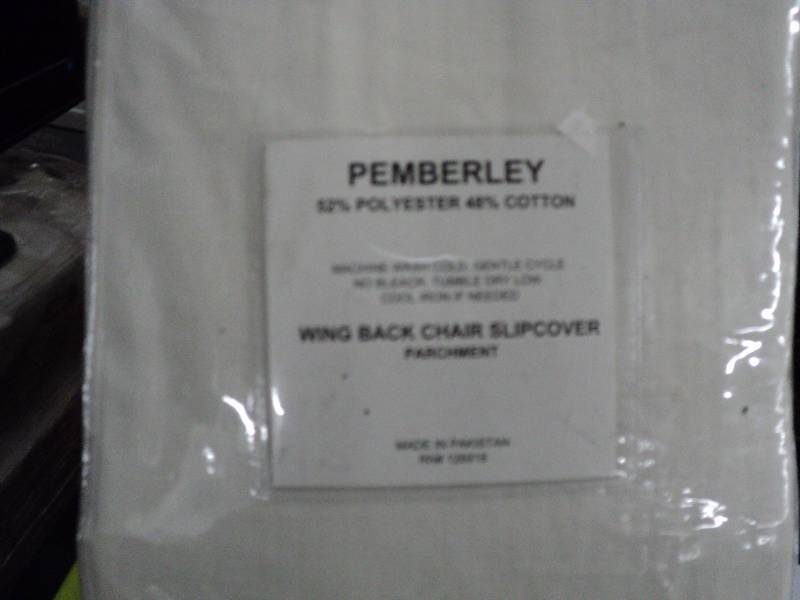 PEMBERLEY
52% POLYESTER 48% COTTON
MACHINE WASH COLD, GENTLE CYCLE
NO BLEACH, TUMBLE DRY LOW
COOL IRON IF NEEDED
WING BACK CHAIR SLIPCOVER
PARCHMENT
MADE IN PAKISTAN
RN#